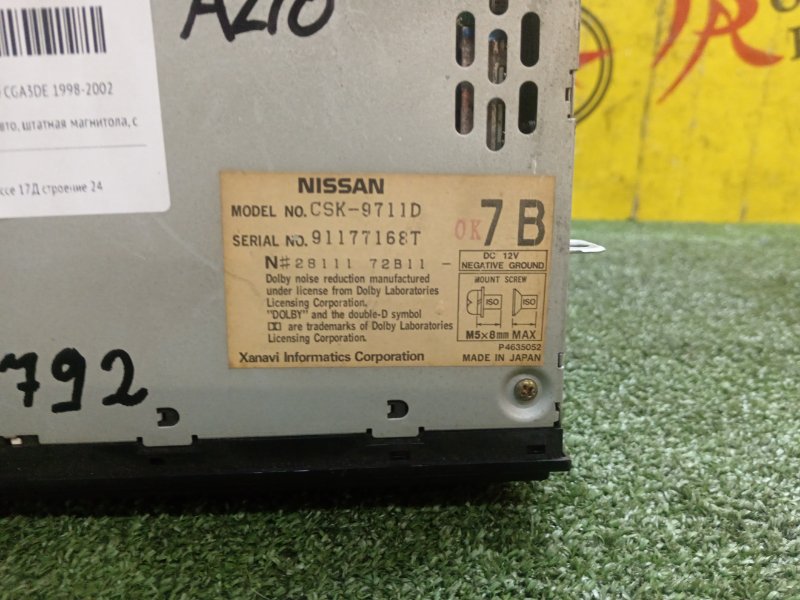 A210
CGA3DE 1998-2002
вто, штатная магнитола, с
ссе 17Д строение 24
NISSAN
MODEL NO. CSK-9711D
SERIAL NO. 91177168T
OK 7B
N# 28111 72B11 -
DC 12V
NEGATIVE GROUND
Dolby noise reduction manufactured
under license from Dolby Laboratories
Licensing Corporation.
"DOLBY" and the double-D symbol
are trademarks of Dolby Laboratories
Licensing Corporation.
MOUNT SCREW
ISO ISO
M5×8mm MAX
P4635052
Xanavi Informatics Corporation
MADE IN JAPAN
792